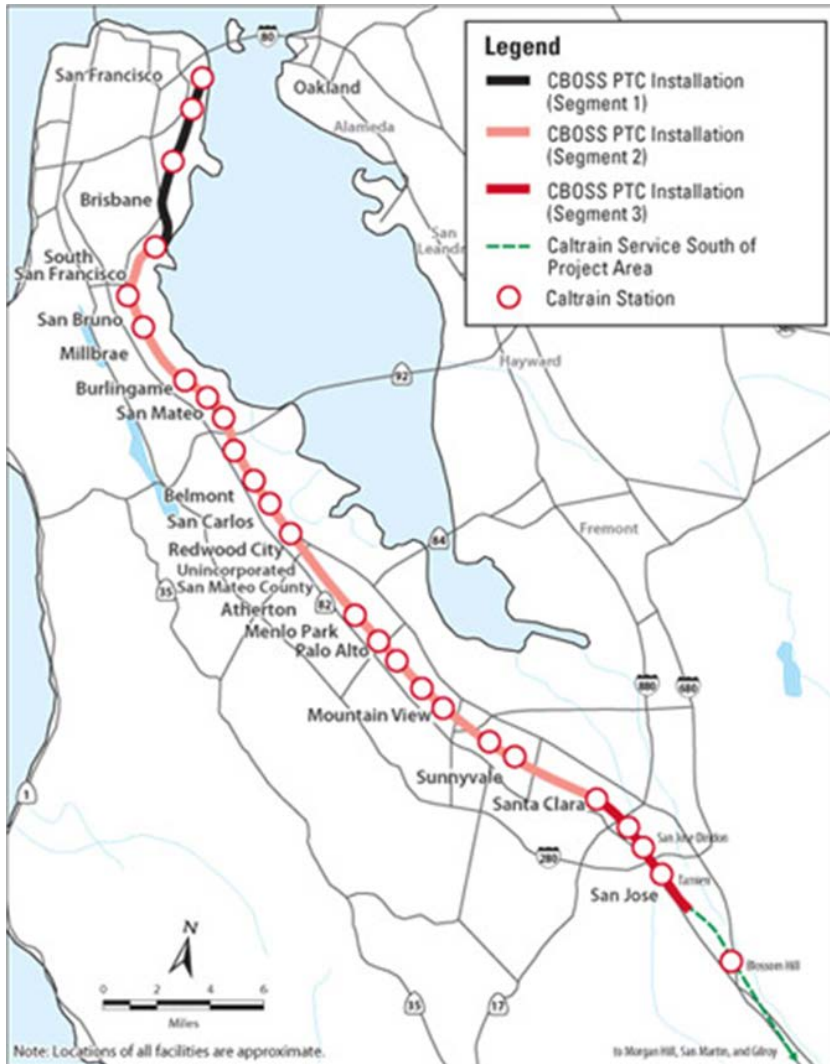 San Francisco
80
Oakland
Alameda
Brisbane
San
Leandr
South
San Francisco
San Bruno
Millbrae
Burlingame
San Mateo
92
Hayward
Belmont
San Carlos
Redwood City
Unincorporated
San Mateo County
Atherton
Menlo Park
Palo Alto
35
82
84
Fremont
Mountain View
880
680
Sunnyvale
Santa Clara
1
280
San Jose Diridon
Tamien
San Jose
Blossom Hill
35
17
Legend
CBOSS PTC Installation
(Segment 1)
CBOSS PTC Installation
(Segment 2)
CBOSS PTC Installation
(Segment 3)
Caltrain Service South of
Project Area
Caltrain Station
N
0 2 4 6
Miles
Note: Locations of all facilities are approximate.
to Morgan Hill, San Martin, and Gilroy